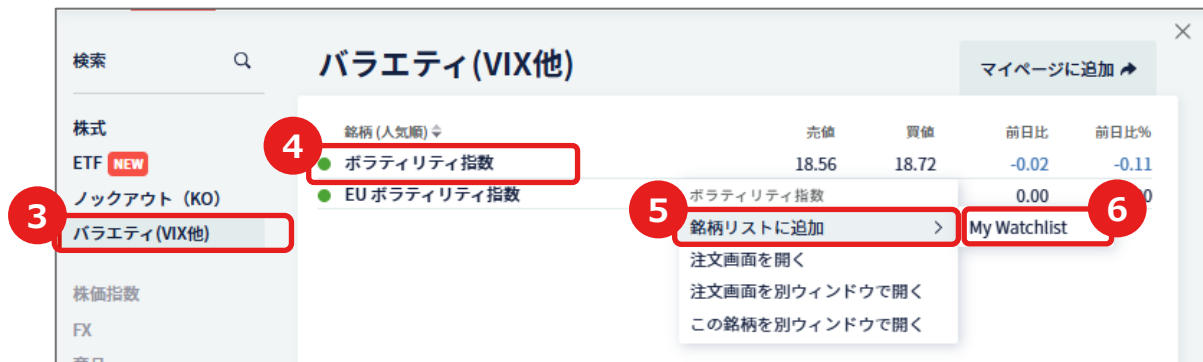 検索
バラエティ(VIX他)
マイページに追加
株式
ETF NEW
ノックアウト（KO）
3
バラエティ(VIX他)
株価指数
FX
銘柄 (人気順) 売値 買値 前日比 前日比%
4
ボラティリティ指数 18.56 18.72 -0.02 -0.11
EU ボラティリティ指数 0.00
ボラティリティ指数
5
銘柄リストに追加 >
6
My Watchlist
注文画面を開く
注文画面を別ウィンドウで開く
この銘柄を別ウィンドウで開く